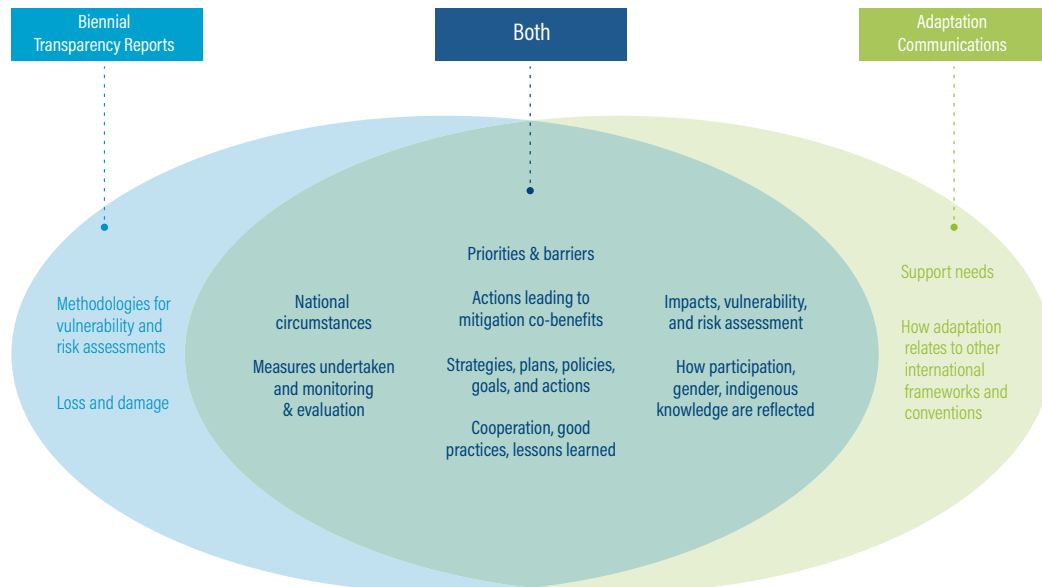 Biennial
Transparency Reports
Both
Adaptation
Communications
Methodologies for
vulnerability and
risk assessments
Loss and damage
National
circumstances
Measures undertaken
and monitoring
& evaluation
Priorities & barriers
Actions leading to
mitigation co-benefits
Strategies, plans, policies,
goals, and actions
Cooperation, good
practices, lessons learned
Impacts, vulnerability,
and risk assessment
How participation,
gender, indigenous
knowledge are reflected
Support needs
How adaptation
relates to other
international
frameworks and
conventions